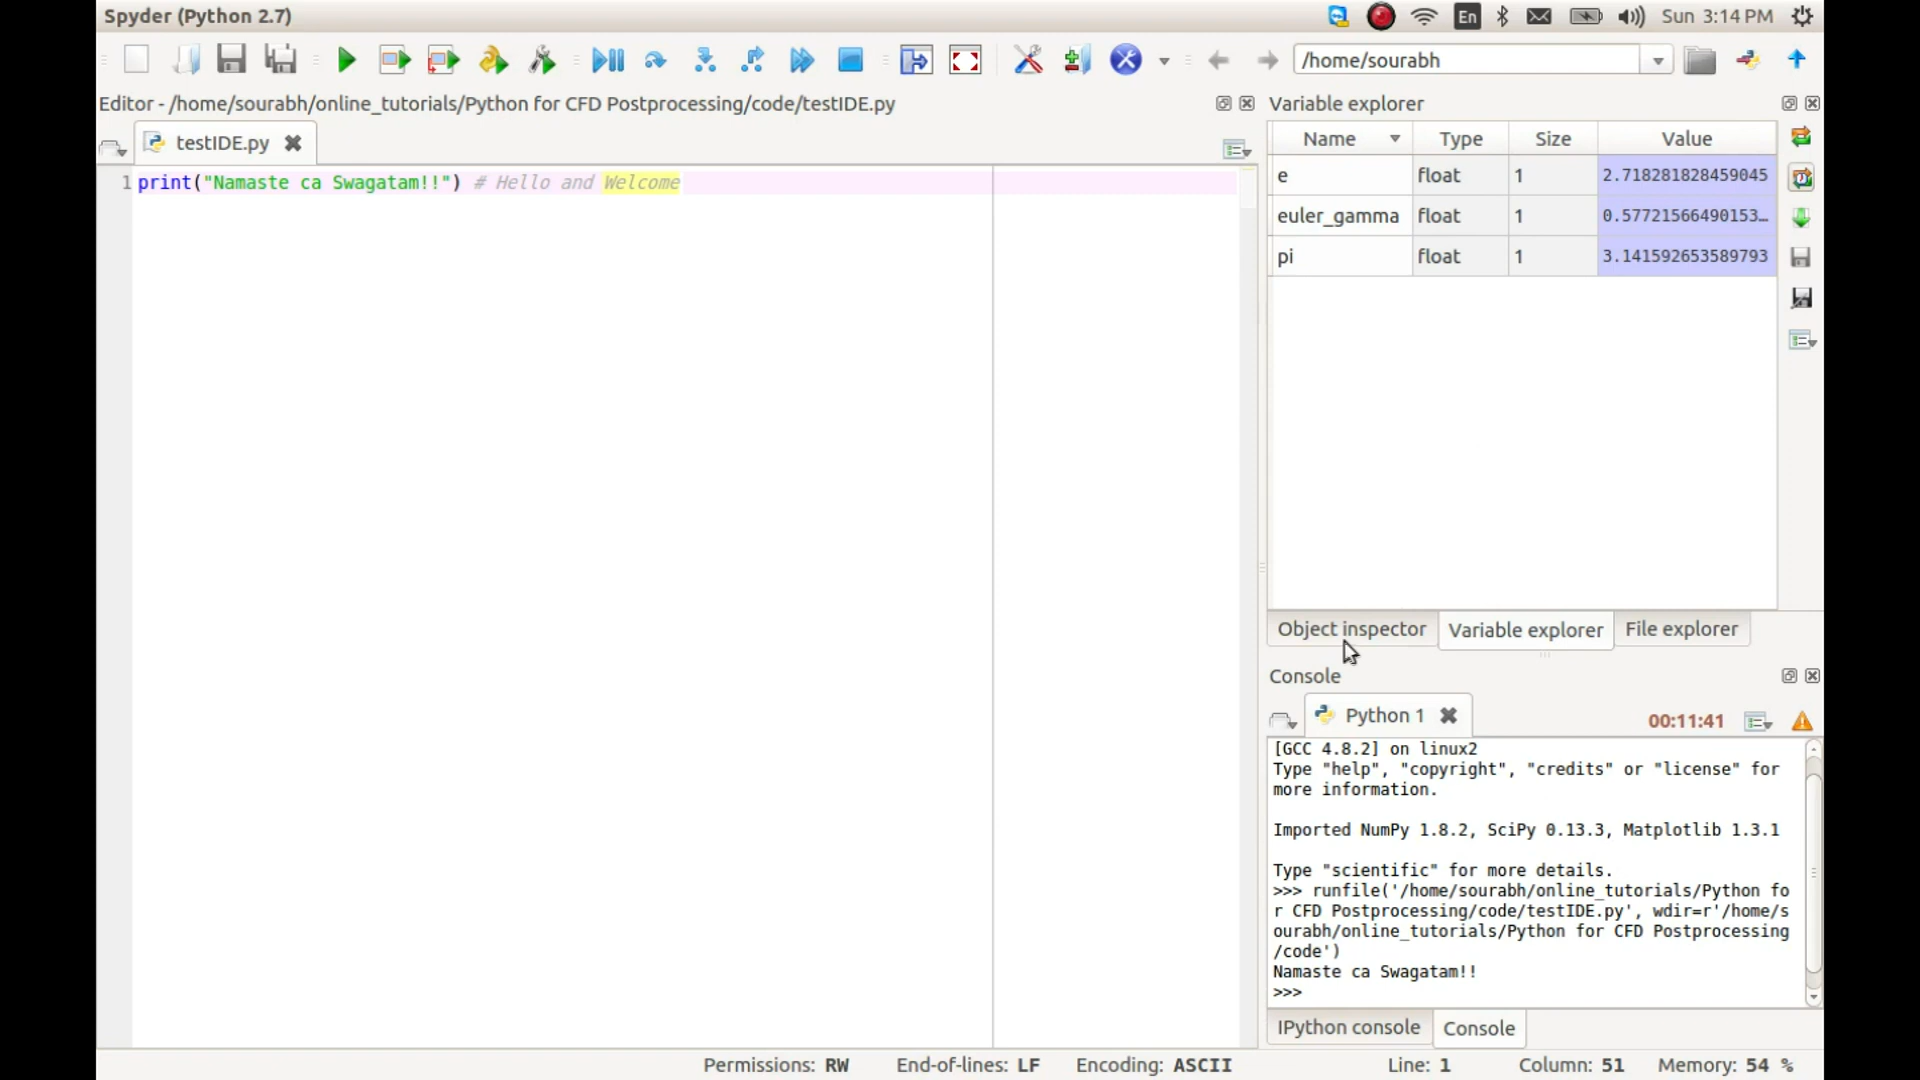 Spyder (Python 2.7)
En
Sun 3:14 PM
/home/sourabh
Editor - /home/sourabh/online_tutorials/Python for CFD Postprocessing/code/testIDE.py
Variable explorer
testIDE.py
Name Type Size Value
1 print("Namaste ca Swagatam!!") # Hello and Welcome
e float 1 2.718281828459045
euler_gamma float 1 0.57721566490153…
pi float 1 3.141592653589793
Object inspector Variable explorer File explorer
Console
Python 1
00:11:41
[GCC 4.8.2] on linux2
Type "help", "copyright", "credits" or "license" for
more information.
Imported NumPy 1.8.2, SciPy 0.13.3, Matplotlib 1.3.1
Type "scientific" for more details.
>>> runfile('/home/sourabh/online_tutorials/Python fo
r CFD Postprocessing/code/testIDE.py', wdir=r'/home/s
ourabh/online_tutorials/Python for CFD Postprocessing
/code')
Namaste ca Swagatam!!
>>>
IPython console Console
Permissions: RW End-of-lines: LF Encoding: ASCII Line: 1 Column: 51 Memory: 54 %